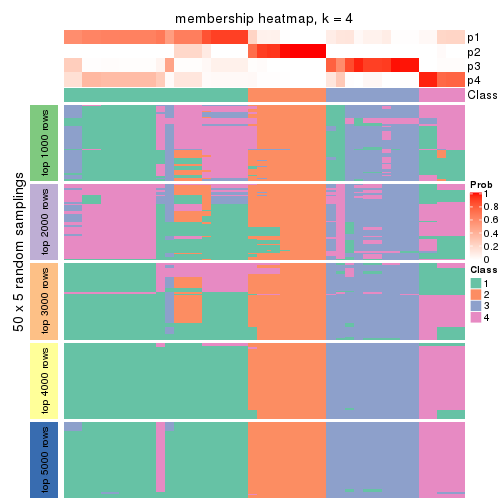 membership heatmap, k = 4
p1
p2
p3
p4
Class
50 x 5 random samplings
top 1000 rows
top 2000 rows
top 3000 rows
top 4000 rows
top 5000 rows
Prob
1
0.8
0.6
0.4
0.2
0
Class
1
2
3
4